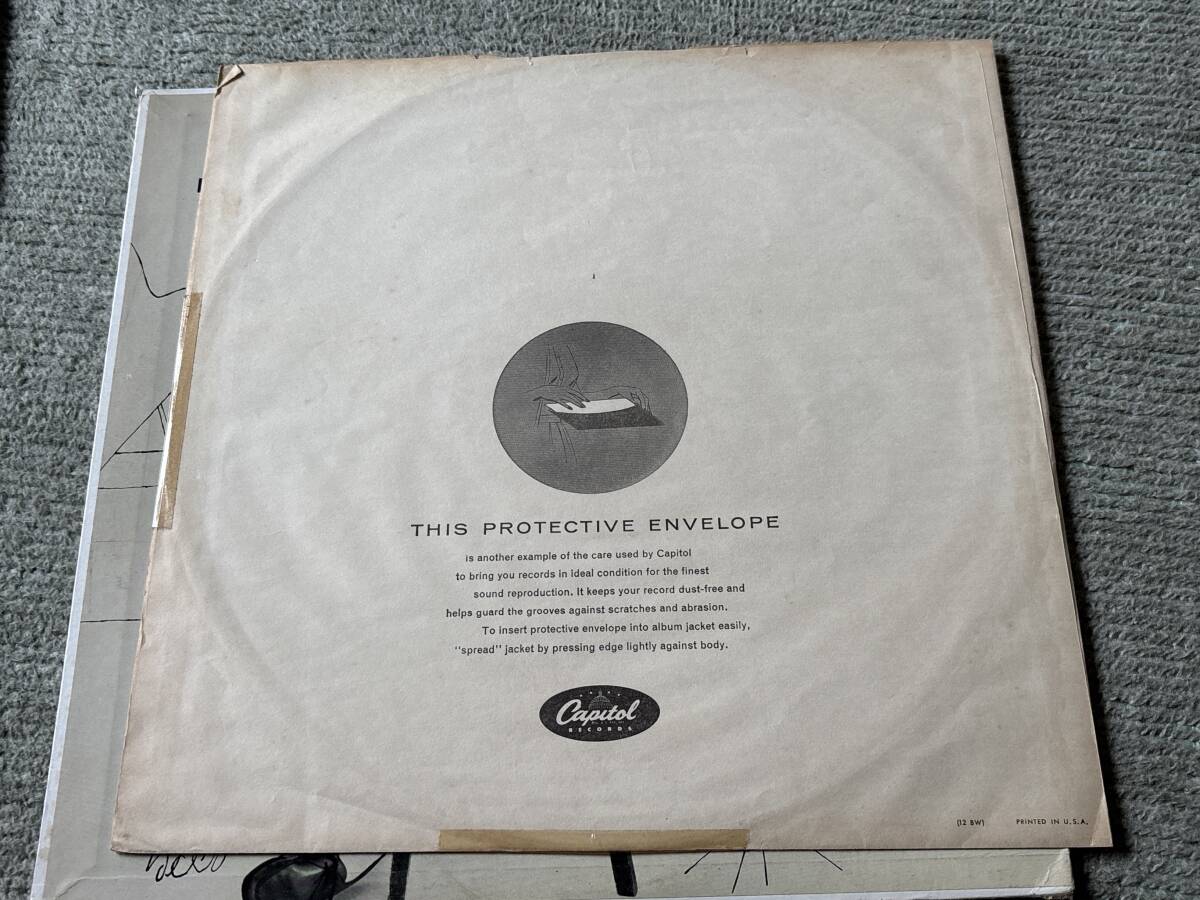 THIS PROTECTIVE ENVELOPE
is another example of the care used by Capitol
to bring you records in ideal condition for the finest
sound reproduction. It keeps your record dust-free and
helps guard the grooves against scratches and abrasion.
To insert protective envelope into album jacket easily,
"spread" jacket by pressing edge lightly against body.
Capitol
RECORDS
(12 BW) PRINTED IN U.S.A.